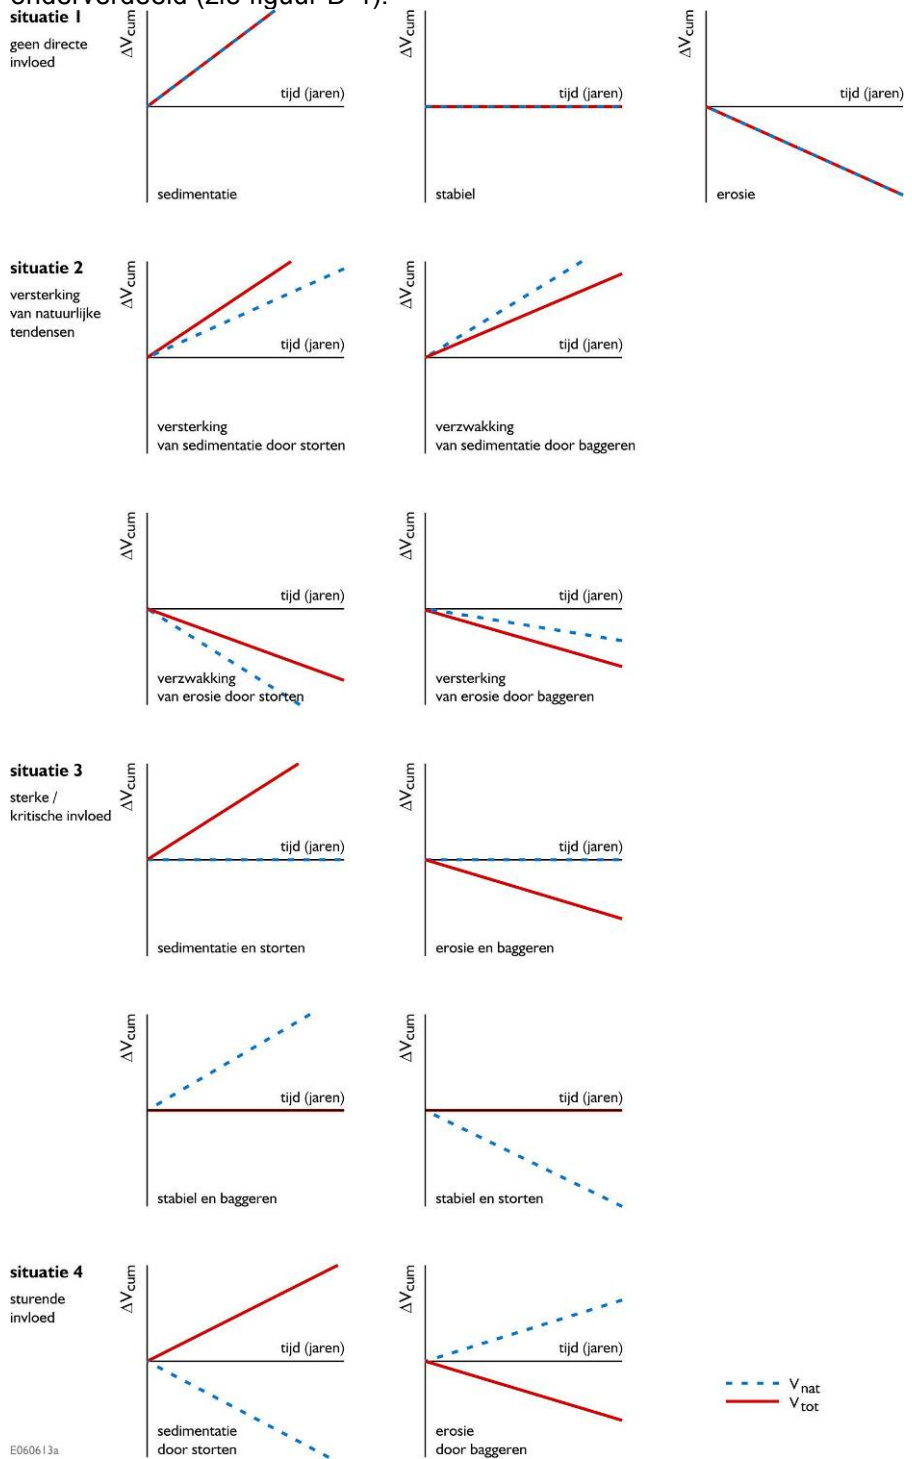 onderverdeeld (zie figuur B-1).
situatie 1
geen directe
invloed
ΔVcum
tijd (jaren)
sedimentatie
ΔVcum
tijd (jaren)
stabiel
ΔVcum
tijd (jaren)
erosie
situatie 2
versterking
van natuurlijke
tendensen
ΔVcum
tijd (jaren)
versterking
van sedimentatie door storten
ΔVcum
tijd (jaren)
verzwakking
van sedimentatie door baggeren
ΔVcum
tijd (jaren)
verzwakking
van erosie door storten
ΔVcum
tijd (jaren)
versterking
van erosie door baggeren
situatie 3
sterke /
kritische invloed
ΔVcum
tijd (jaren)
sedimentatie en storten
ΔVcum
tijd (jaren)
erosie en baggeren
ΔVcum
tijd (jaren)
stabiel en baggeren
ΔVcum
tijd (jaren)
stabiel en storten
situatie 4
sturende
invloed
ΔVcum
tijd (jaren)
sedimentatie
door storten
ΔVcum
tijd (jaren)
erosie
door baggeren
Vnat
Vtot
E060613a